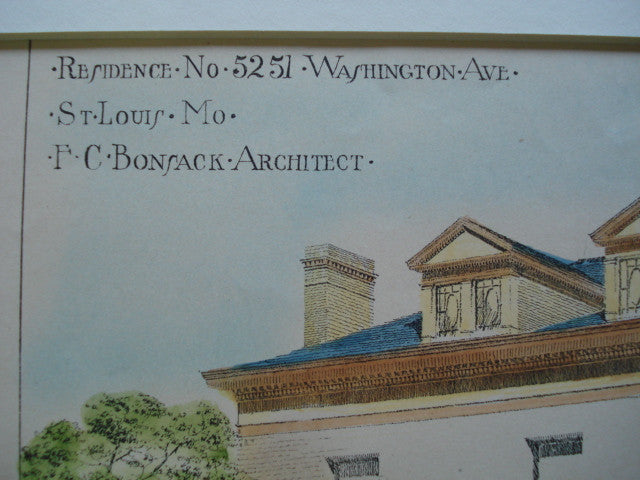 ·Residence·No·5251·Washington·Ave·
·St·Louis·Mo·
·F·C·Bonsack·Architect·